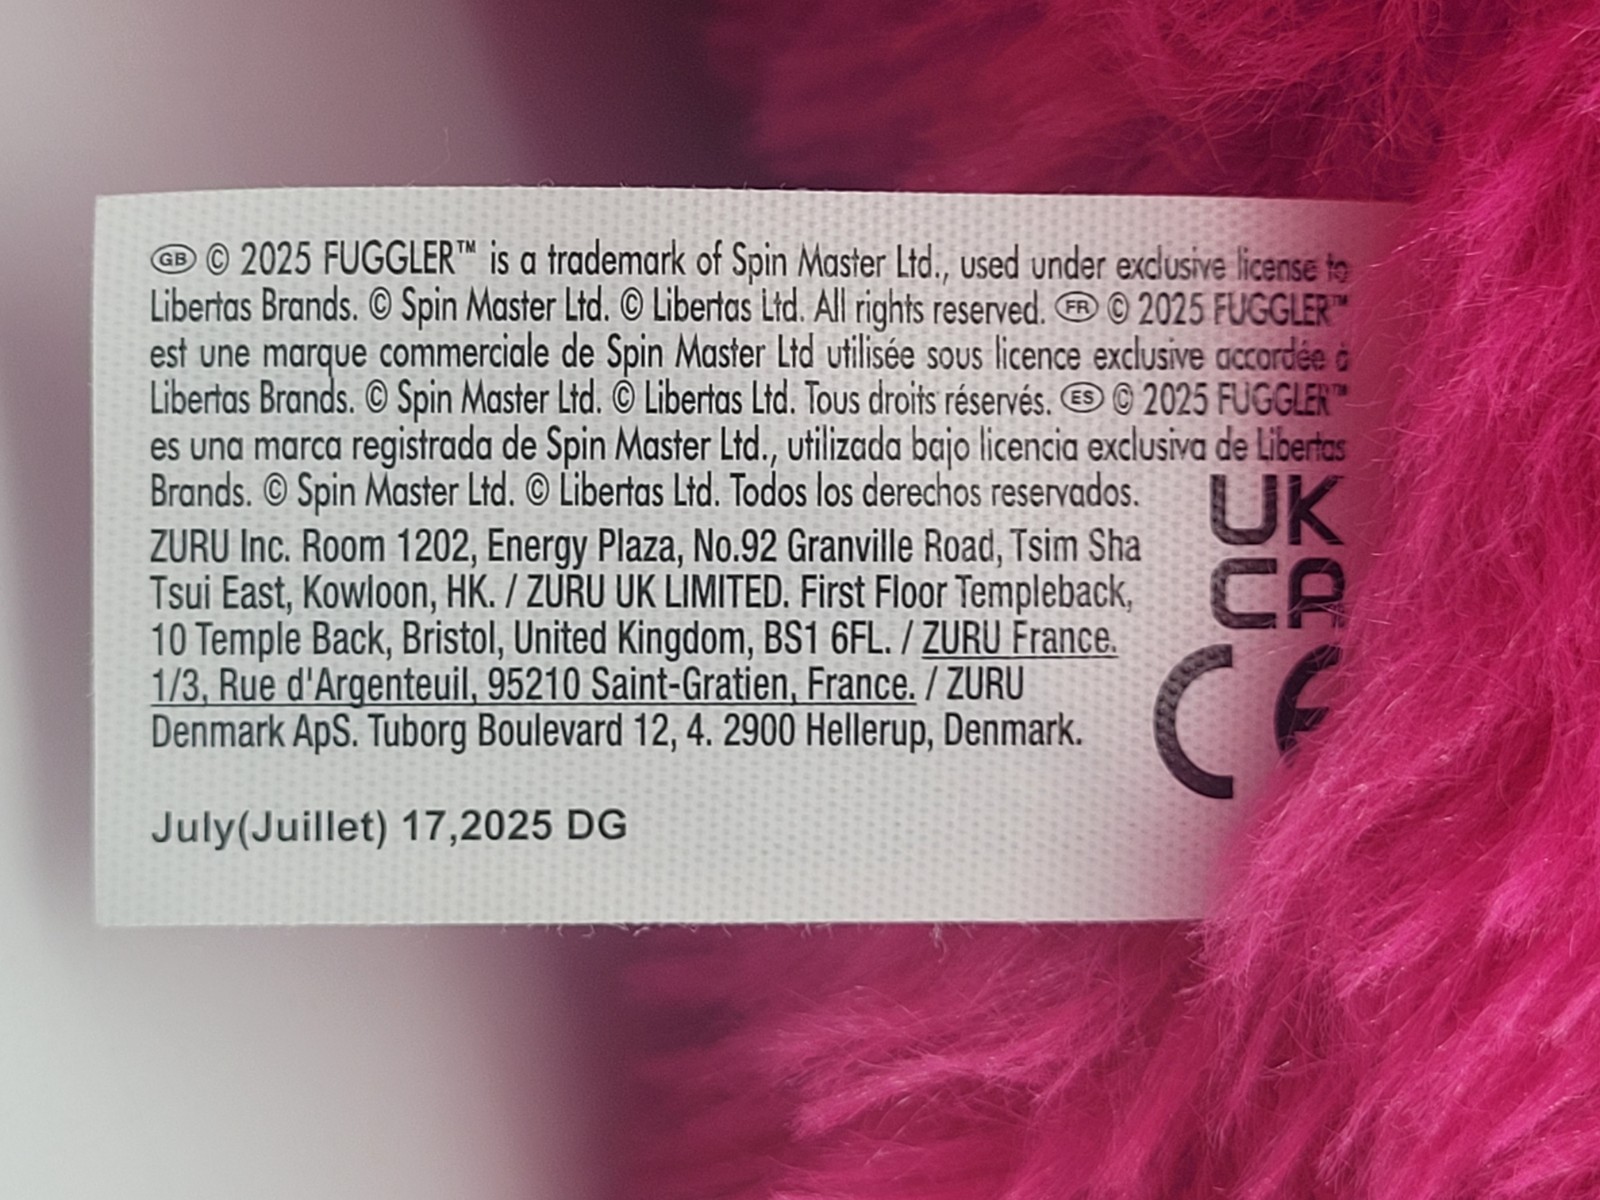 GB © 2025 FUGGLER™ is a trademark of Spin Master Ltd., used under exclusive license to
Libertas Brands. © Spin Master Ltd. © Libertas Ltd. All rights reserved. FR © 2025 FUGGLER™
est une marque commerciale de Spin Master Ltd utilisée sous licence exclusive accordée à
Libertas Brands. © Spin Master Ltd. © Libertas Ltd. Tous droits réservés. ES © 2025 FUGGLER™
es una marca registrada de Spin Master Ltd., utilizada bajo licencia exclusiva de Libertas
Brands. © Spin Master Ltd. © Libertas Ltd. Todos los derechos reservados.
ZURU Inc. Room 1202, Energy Plaza, No.92 Granville Road, Tsim Sha
Tsui East, Kowloon, HK. / ZURU UK LIMITED. First Floor Templeback,
10 Temple Back, Bristol, United Kingdom, BS1 6FL. / ZURU France.
1/3, Rue d'Argenteuil, 95210 Saint-Gratien, France. / ZURU
Denmark ApS. Tuborg Boulevard 12, 4. 2900 Hellerup, Denmark.
UK
CA
CE
July(Juillet) 17,2025 DG